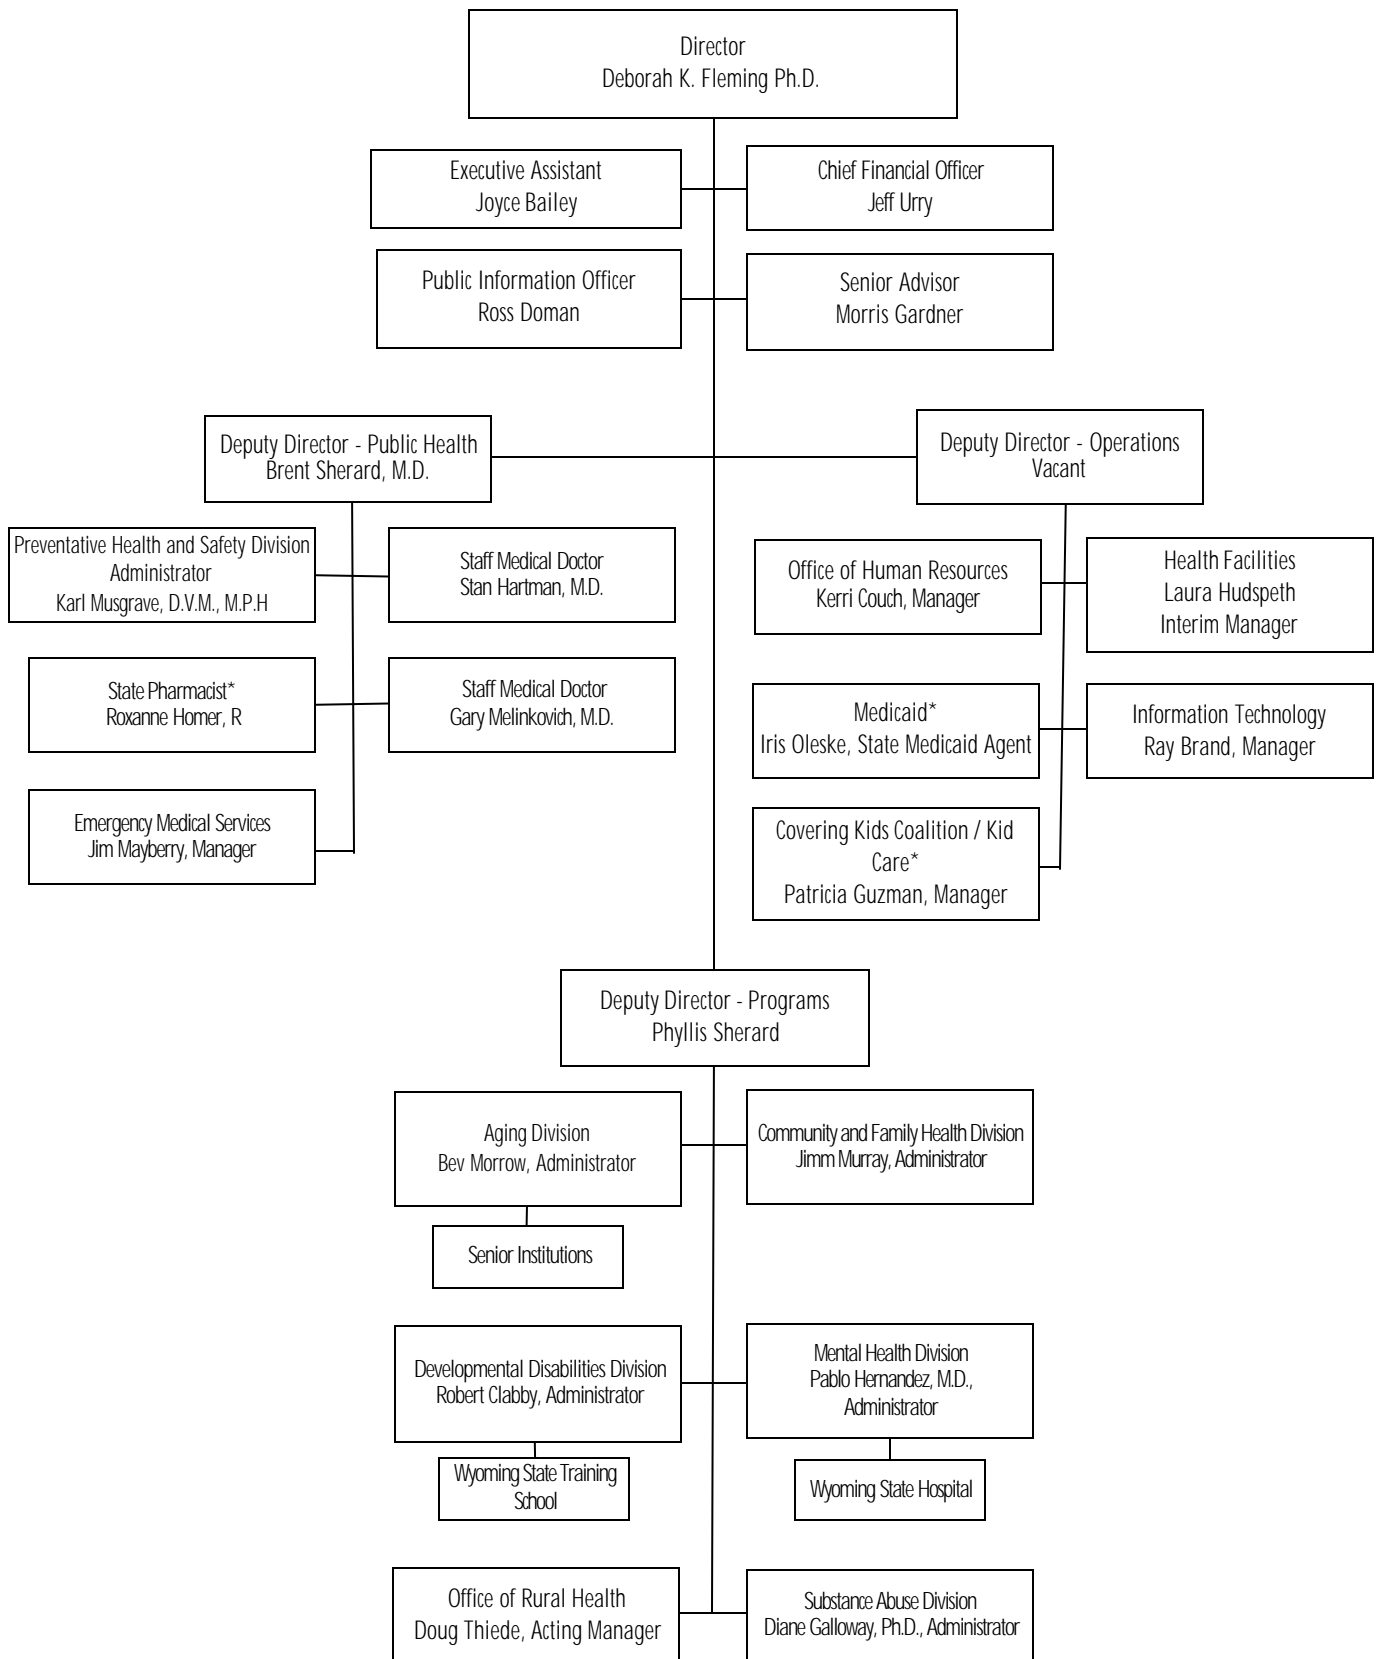 Director
Deborah K. Fleming Ph.D.
Executive Assistant
Joyce Bailey
Chief Financial Officer
Jeff Urry
Public Information Officer
Ross Doman
Senior Advisor
Morris Gardner
Deputy Director - Public Health
Brent Sherard, M.D.
Deputy Director - Operations
Vacant
Preventative Health and Safety Division
Administrator
Karl Musgrave, D.V.M., M.P.H
Staff Medical Doctor
Stan Hartman, M.D.
State Pharmacist*
Roxanne Homer, R
Staff Medical Doctor
Gary Melinkovich, M.D.
Emergency Medical Services
Jim Mayberry, Manager
Office of Human Resources
Kerri Couch, Manager
Health Facilities
Laura Hudspeth
Interim Manager
Medicaid*
Iris Oleske, State Medicaid Agent
Information Technology
Ray Brand, Manager
Covering Kids Coalition / Kid
Care*
Patricia Guzman, Manager
Deputy Director - Programs
Phyllis Sherard
Aging Division
Bev Morrow, Administrator
Community and Family Health Division
Jimm Murray, Administrator
Senior Institutions
Developmental Disabilities Division
Robert Clabby, Administrator
Mental Health Division
Pablo Hernandez, M.D.,
Administrator
Wyoming State Training
School
Wyoming State Hospital
Office of Rural Health
Doug Thiede, Acting Manager
Substance Abuse Division
Diane Galloway, Ph.D., Administrator